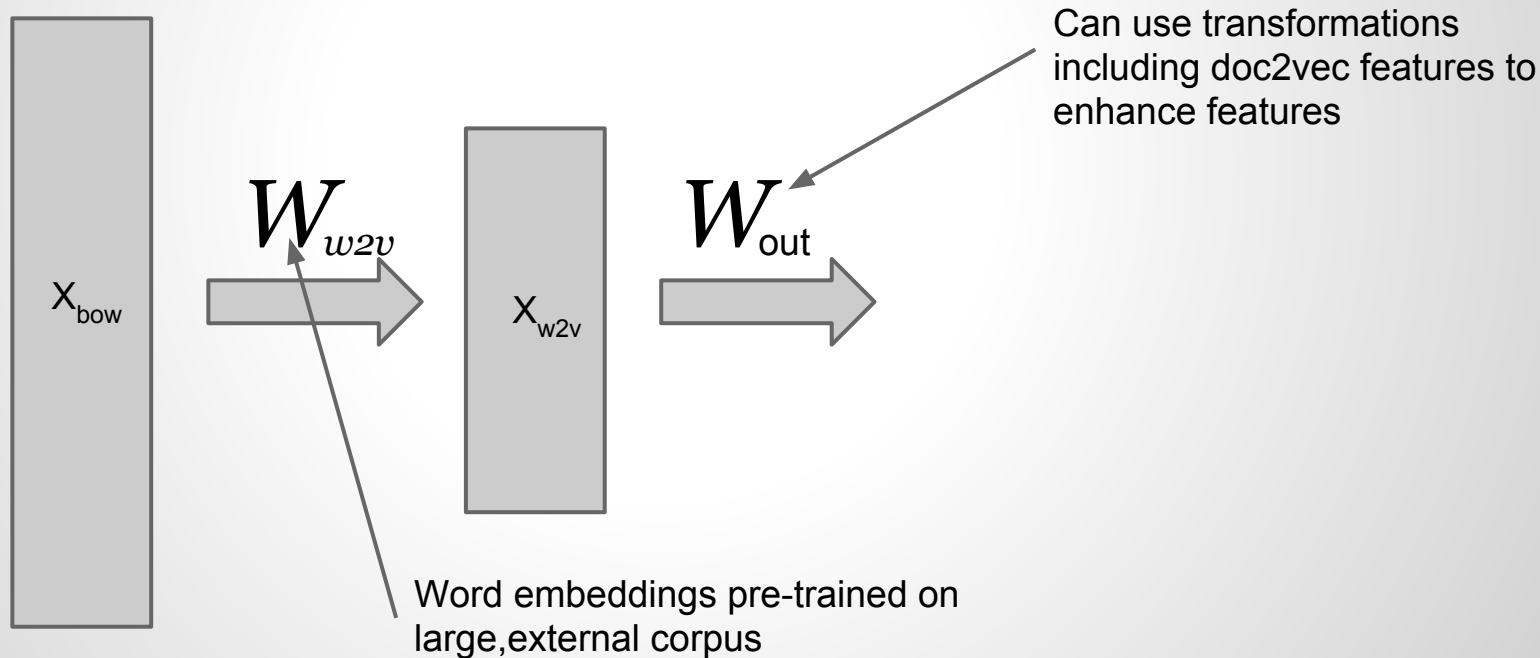 Can use transformations
including doc2vec features to
enhance features
W_w2v
W_out
X_bow
X_w2v
Word embeddings pre-trained on
large,external corpus